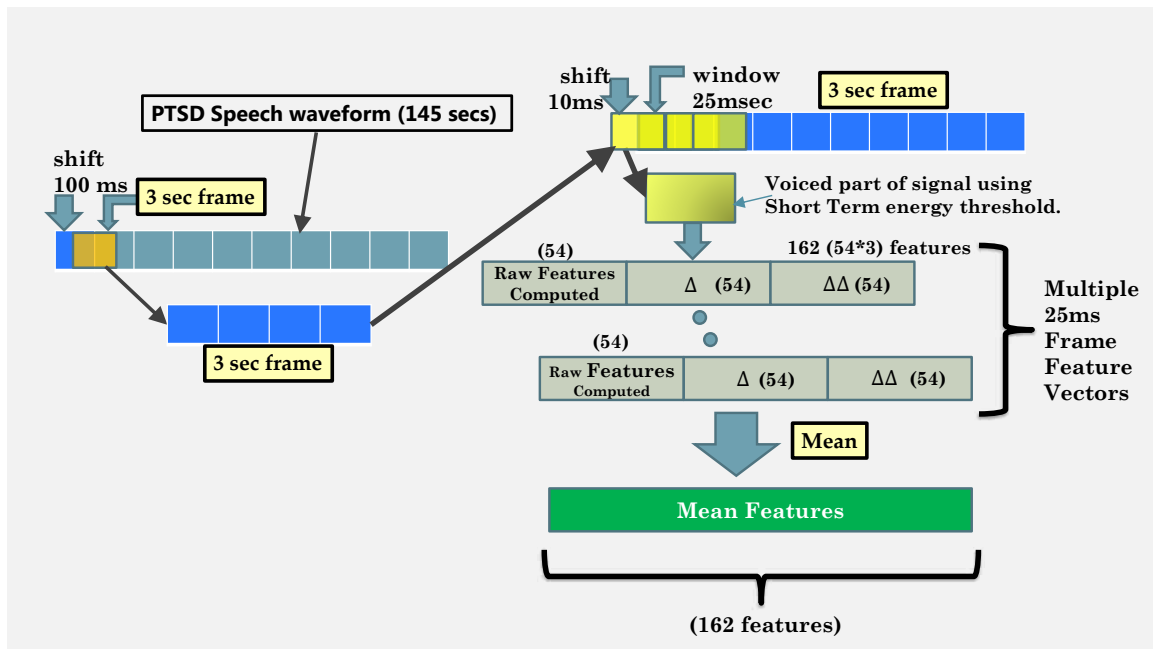 PTSD Speech waveform (145 secs)
shift
100 ms
3 sec frame
3 sec frame
shift
10ms
window
25msec
3 sec frame
Voiced part of signal using
Short Term energy threshold.
(54)
162 (54*3) features
Raw Features
Computed
Δ (54)
ΔΔ (54)
(54)
Raw Features
Computed
Δ (54)
ΔΔ (54)
Multiple
25ms
Frame
Feature
Vectors
Mean
Mean Features
(162 features)